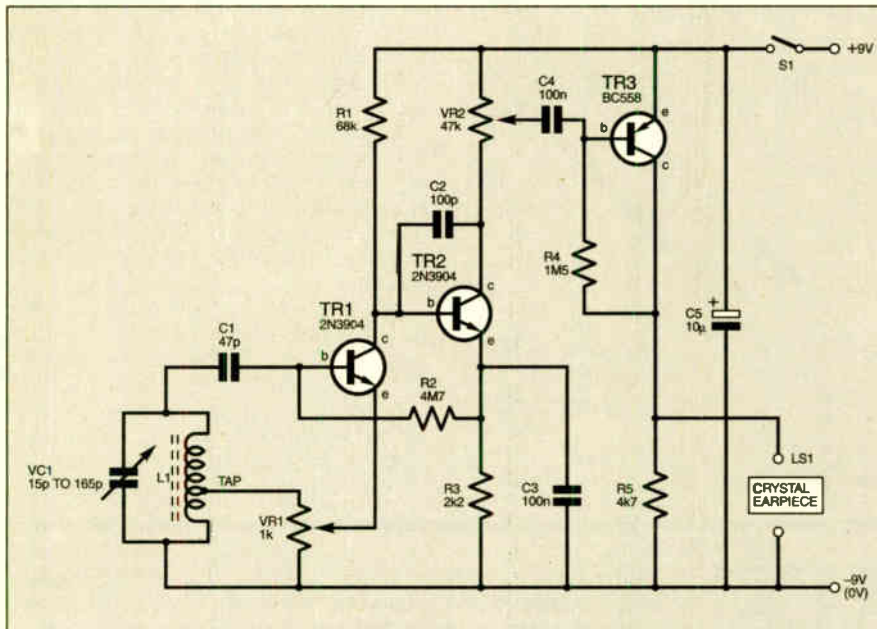 +9V
S1
C4
100n
TR3
BC558
e
b
c
R1
68k
VR2
47k
C2
100p
TR2
2N3904
c
b
e
R4
1M5
+
C5
10µ
TR1
2N3904
c
b
e
C1
47p
R2
4M7
VC1
15p TO 165p
L1
TAP
VR1
1k
R3
2k2
C3
100n
R5
4k7
LS1
CRYSTAL
EARPIECE
–9V
(0V)